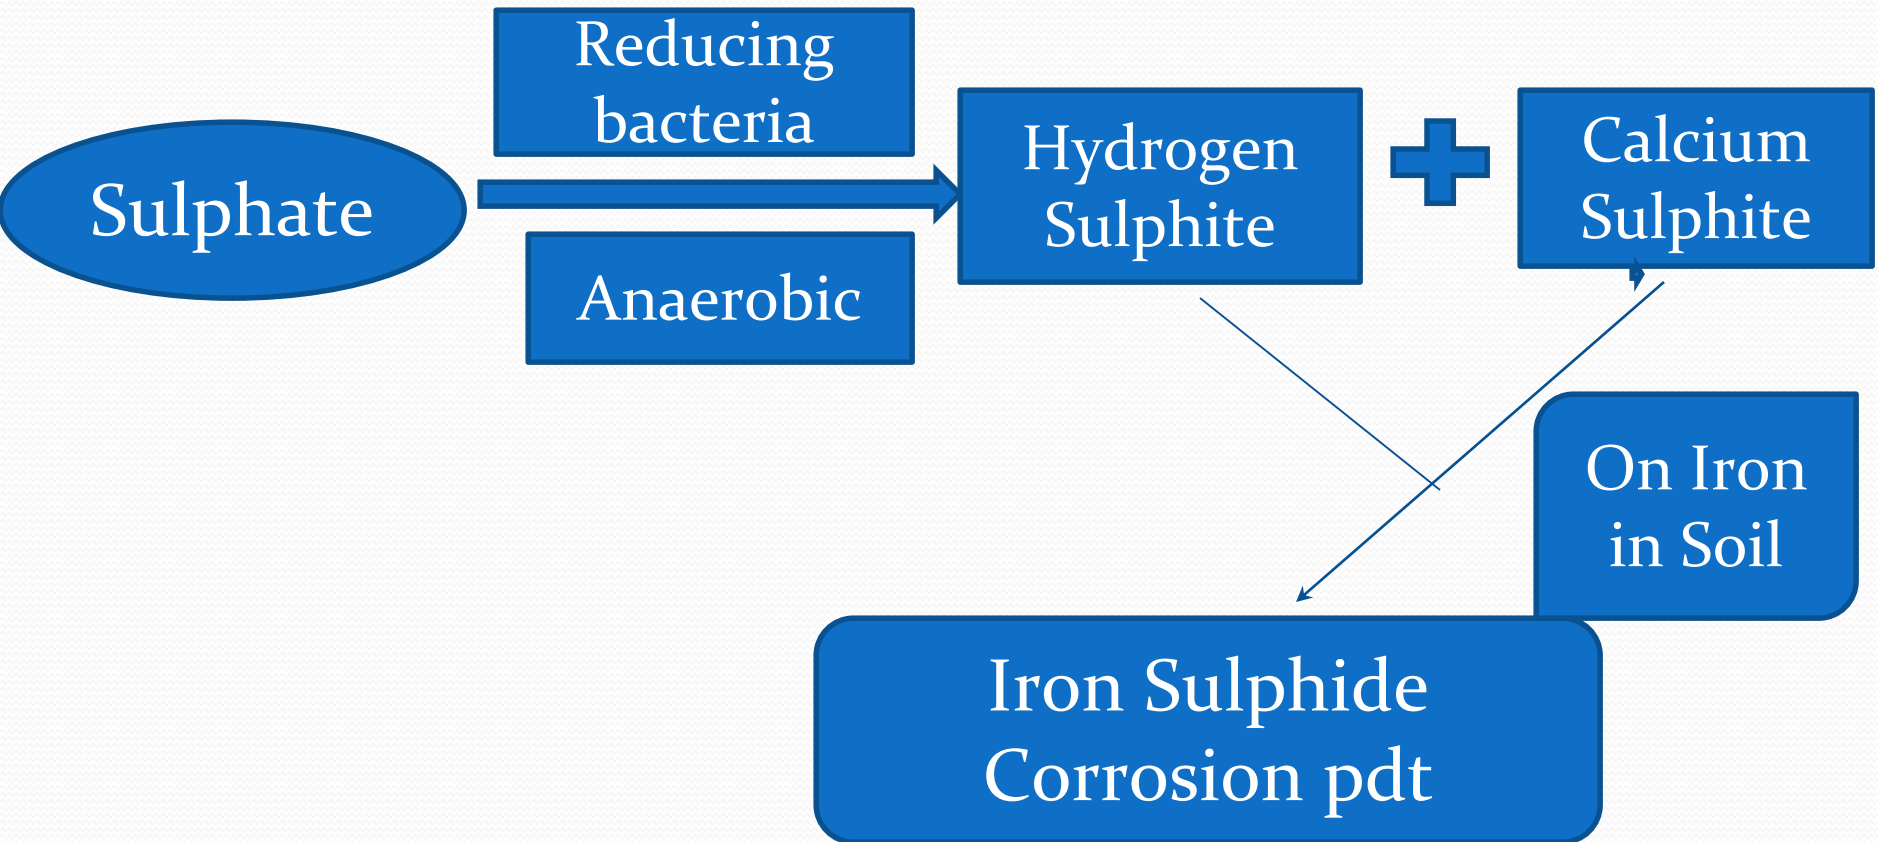 Sulphate
Reducing
bacteria
Anaerobic
Hydrogen
Sulphite
Calcium
Sulphite
On Iron
in Soil
Iron Sulphide
Corrosion pdt